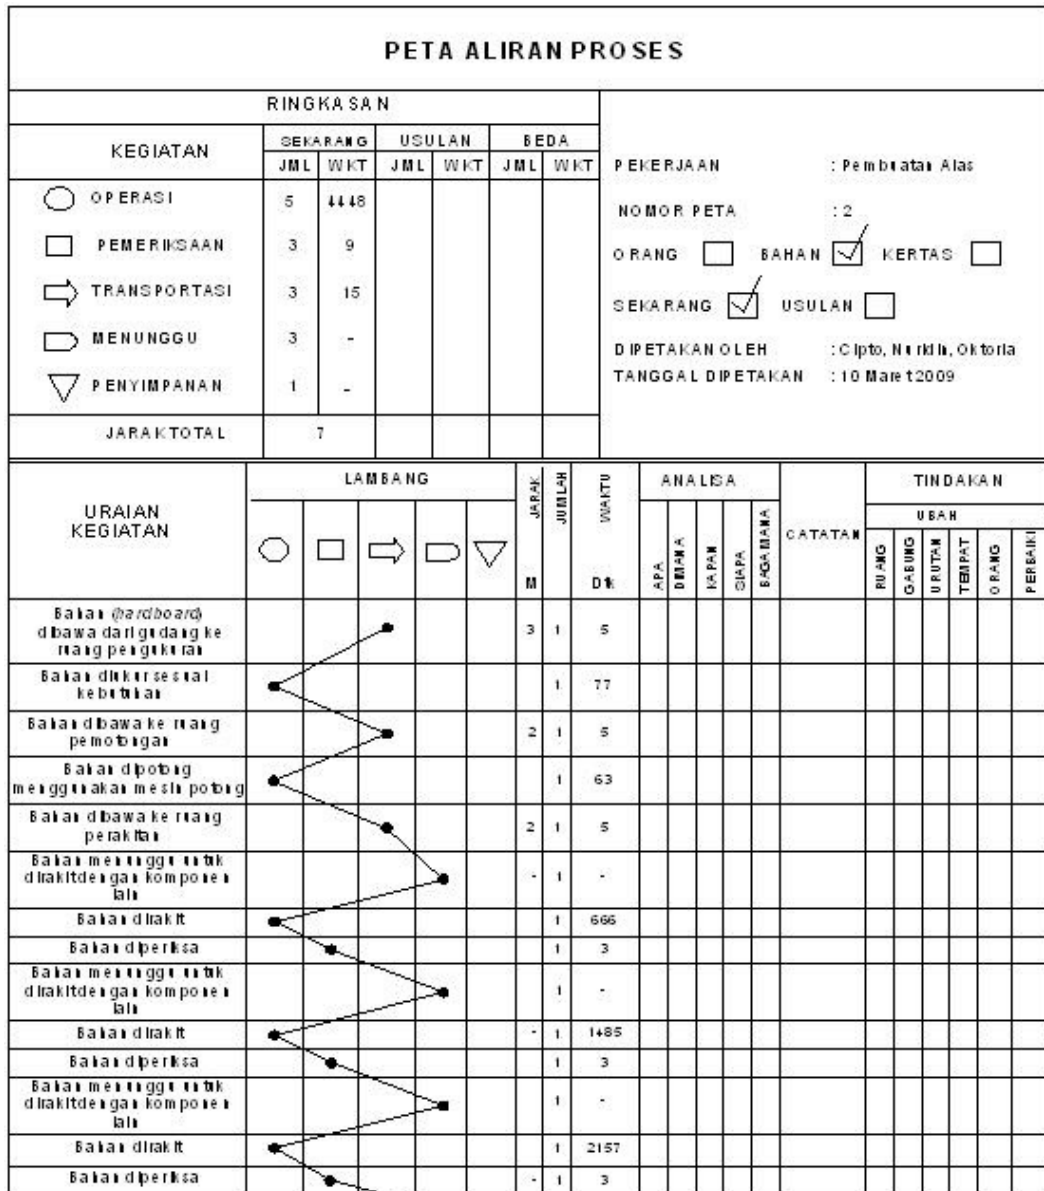 PETA ALIRAN PROSES
RINGKASAN
KEGIATAN
SEKARANG USULAN BEDA
JML WKT JML WKT JML WKT
OPERASI 5 4448
PEMERIKSAAN 3 9
TRANSPORTASI 3 15
MENUNGGU 3 -
PENYIMPANAN 1 -
JARAK TOTAL 7
PEKERJAAN : Pembuatan Alas
NOMOR PETA : 2
ORANG BAHAN KERTAS
SEKARANG USULAN
DIPETAKAN OLEH : Cipto, Nuridin, Oktoria
TANGGAL DIPETAKAN : 10 Maret 2009
URAIAN
KEGIATAN
LAMBANG
JARAK
M
JUMLAH
WAKTU
Dtk
ANALISA
APA
DIMANA
KAPAN
SIAPA
BAGAMANA
CATATAN
TINDAKAN
UBAH
RUANG
GABUNG
URUTAN
TEMPAT
ORANG
PERBAIKI
Bahan (hardboard)
dibawa dari gudang ke
ruang pengukuran
3 1 5
Bahan diukur sesuai
kebutuhan
1 77
Bahan dibawa ke ruang
pemotongan
2 1 5
Bahan dipotong
menggunakan mesin potong
1 63
Bahan dibawa ke ruang
perakitan
2 1 5
Bahan menunggu untuk
dirakit dengan komponen
lain
- 1 -
Bahan dirakit 1 666
Bahan diperiksa 1 3
Bahan menunggu untuk
dirakit dengan komponen
lain
1 -
Bahan dirakit - 1 1485
Bahan diperiksa 1 3
Bahan menunggu untuk
dirakit dengan komponen
lain
1 -
Bahan dirakit 1 2157
Bahan diperiksa - 1 3